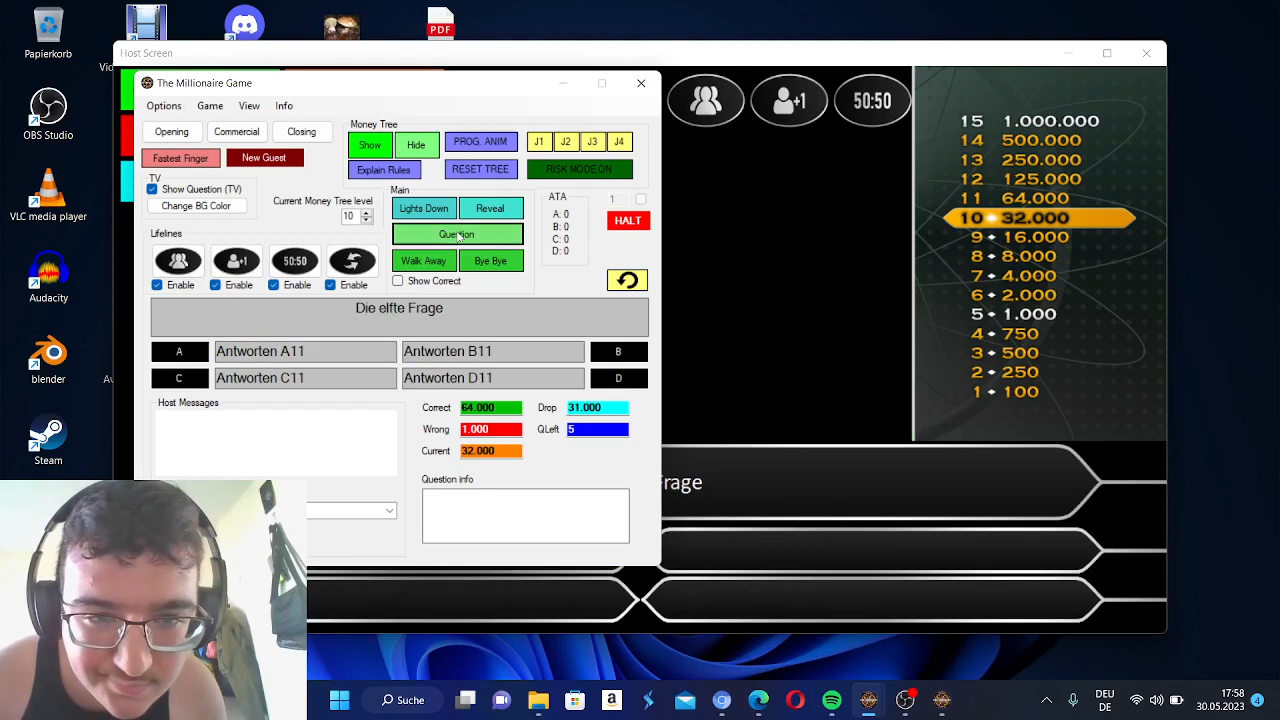 PDF
Papierkorb
Host Screen
The Millionaire Game
Options Game View Info
Opening Commercial Closing
Fastest Finger New Guest
Money Tree
Show Hide PROG. ANIM J1 J2 J3 J4
Explain Rules RESET TREE RISK MODE ON
TV
Show Question (TV)
Change BG Color
Current Money Tree level
10
Main
Lights Down Reveal
Question
Walk Away Bye Bye
Show Correct
ATA
A: 0
B: 0
C: 0
D: 0
1
HALT
Lifelines
+1 50:50
Enable Enable Enable Enable
Die elfte Frage
A Antworten A11 Antworten B11 B
C Antworten C11 Antworten D11 D
Host Messages
Correct 64.000 Drop 31.000
Wrong 1.000 QLeft 5
Current 32.000
Question info
+1 50:50
15 1.000.000
14 500.000
13 250.000
12 125.000
11 64.000
10 32.000
9 16.000
8 8.000
7 4.000
6 2.000
5 1.000
4 750
3 500
2 250
1 100
Frage
OBS Studio
VLC media player
Audacity
blender
Steam
Suche
DEU
DE
17:58
30.05.2023
4